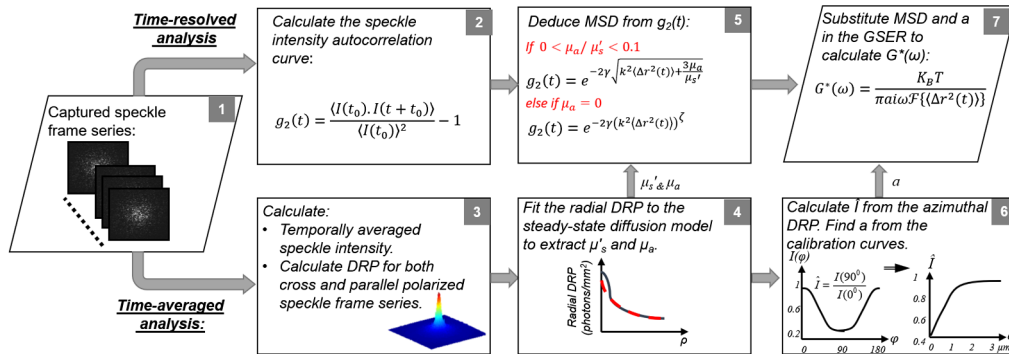 Time-resolved
analysis
1
Captured speckle
frame series:
Time-averaged
analysis:
2
Calculate the speckle
intensity autocorrelation
curve:
g₂(t) = ⟨I(t₀).I(t + t₀)⟩ / ⟨I(t₀)⟩² − 1
3
Calculate:
• Temporally averaged
speckle intensity.
• Calculate DRP for both
cross and parallel polarized
speckle frame series.
5
Deduce MSD from g₂(t):
If 0 < μₐ/ μ′ₛ < 0.1
g₂(t) = e^(−2γ√(k²⟨Δr²(t)⟩+3μₐ/μₛ′))
else if μₐ = 0
g₂(t) = e^(−2γ(k²⟨Δr²(t)⟩)^ζ)
μₛ′ & μₐ
4
Fit the radial DRP to the
steady-state diffusion model
to extract μ′ₛ and μₐ.
Radial DRP
(photons/mm²)
ρ
7
Substitute MSD and a
in the GSER to
calculate G*(ω):
G*(ω) = K_B T / πaiωℱ{⟨Δr²(t)⟩}
a
6
Calculate Î from the azimuthal
DRP. Find a from the
calibration curves.
I(φ)
1
0.6
0.2
0 90 180 φ
Î = I(90⁰) / I(0⁰)
Î
1
0.8
0.6
0.4
0 1 2 3 μm